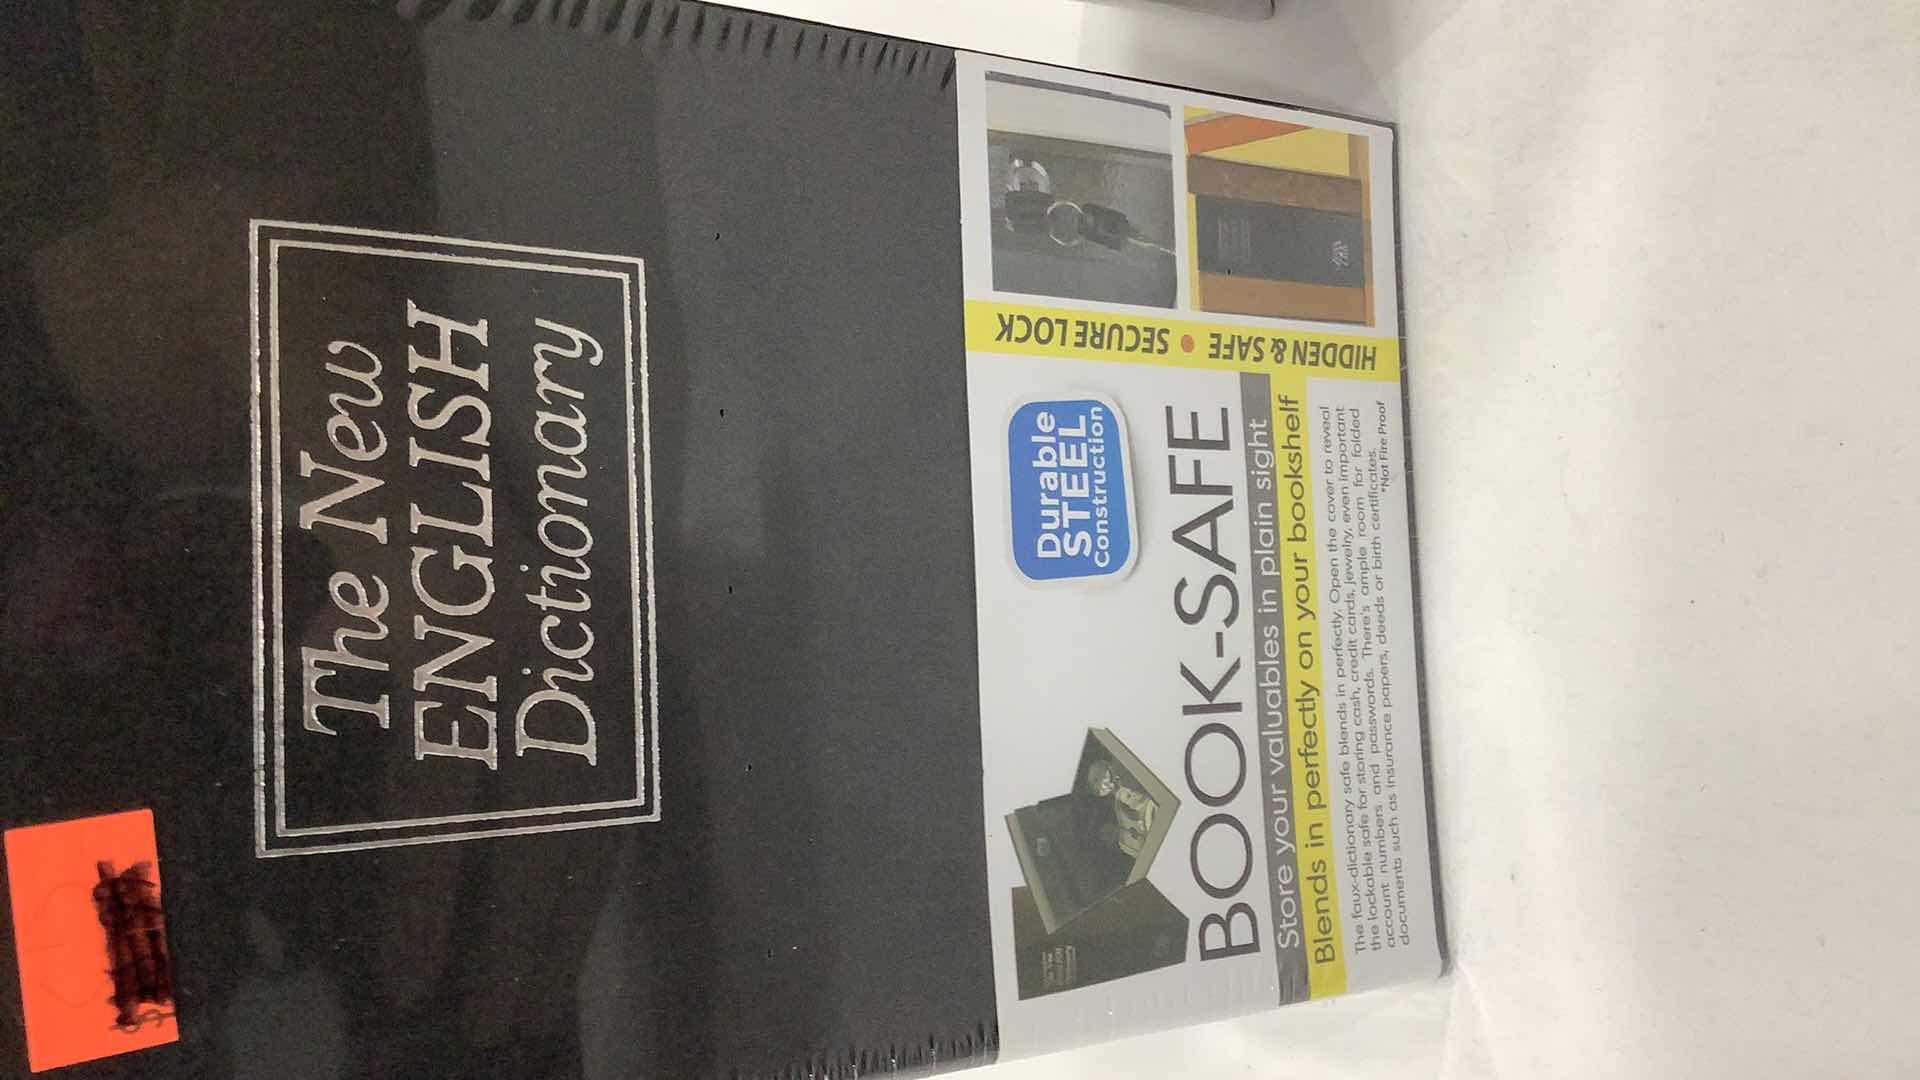 The New
ENGLISH
Dictionary
Durable
STEEL
Construction
BOOK-SAFE
Store your valuables in plain sight
Blends in perfectly on your bookshelf
The faux-dictionary safe blends in perfectly. Open the cover to reveal
the lockable safe for storing cash, credit cards, jewelry, even important
account numbers and passwords. There's ample room for folded
documents such as insurance papers, deeds or birth certificates.
*Not Fire Proof
HIDDEN & SAFE • SECURE LOCK